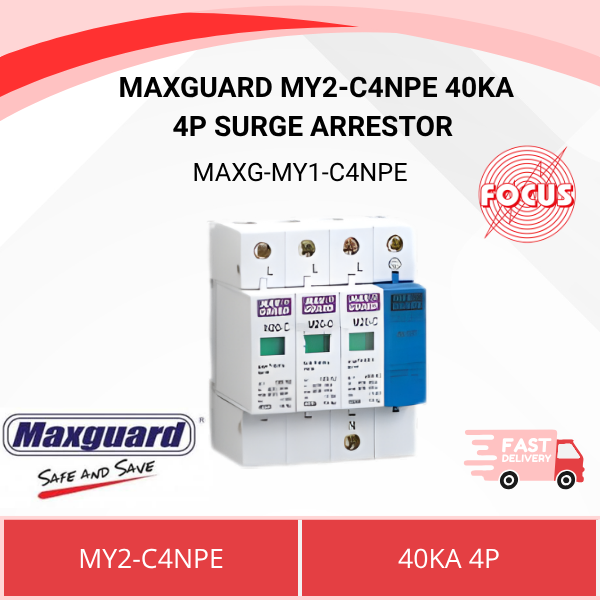 MAXGUARD MY2-C4NPE 40KA
4P SURGE ARRESTOR
MAXG-MY1-C4NPE
FOCUS
L L L
N
Maxguard
®
SAFE AND SAVE
FAST
DELIVERY
MY2-C4NPE
40KA 4P